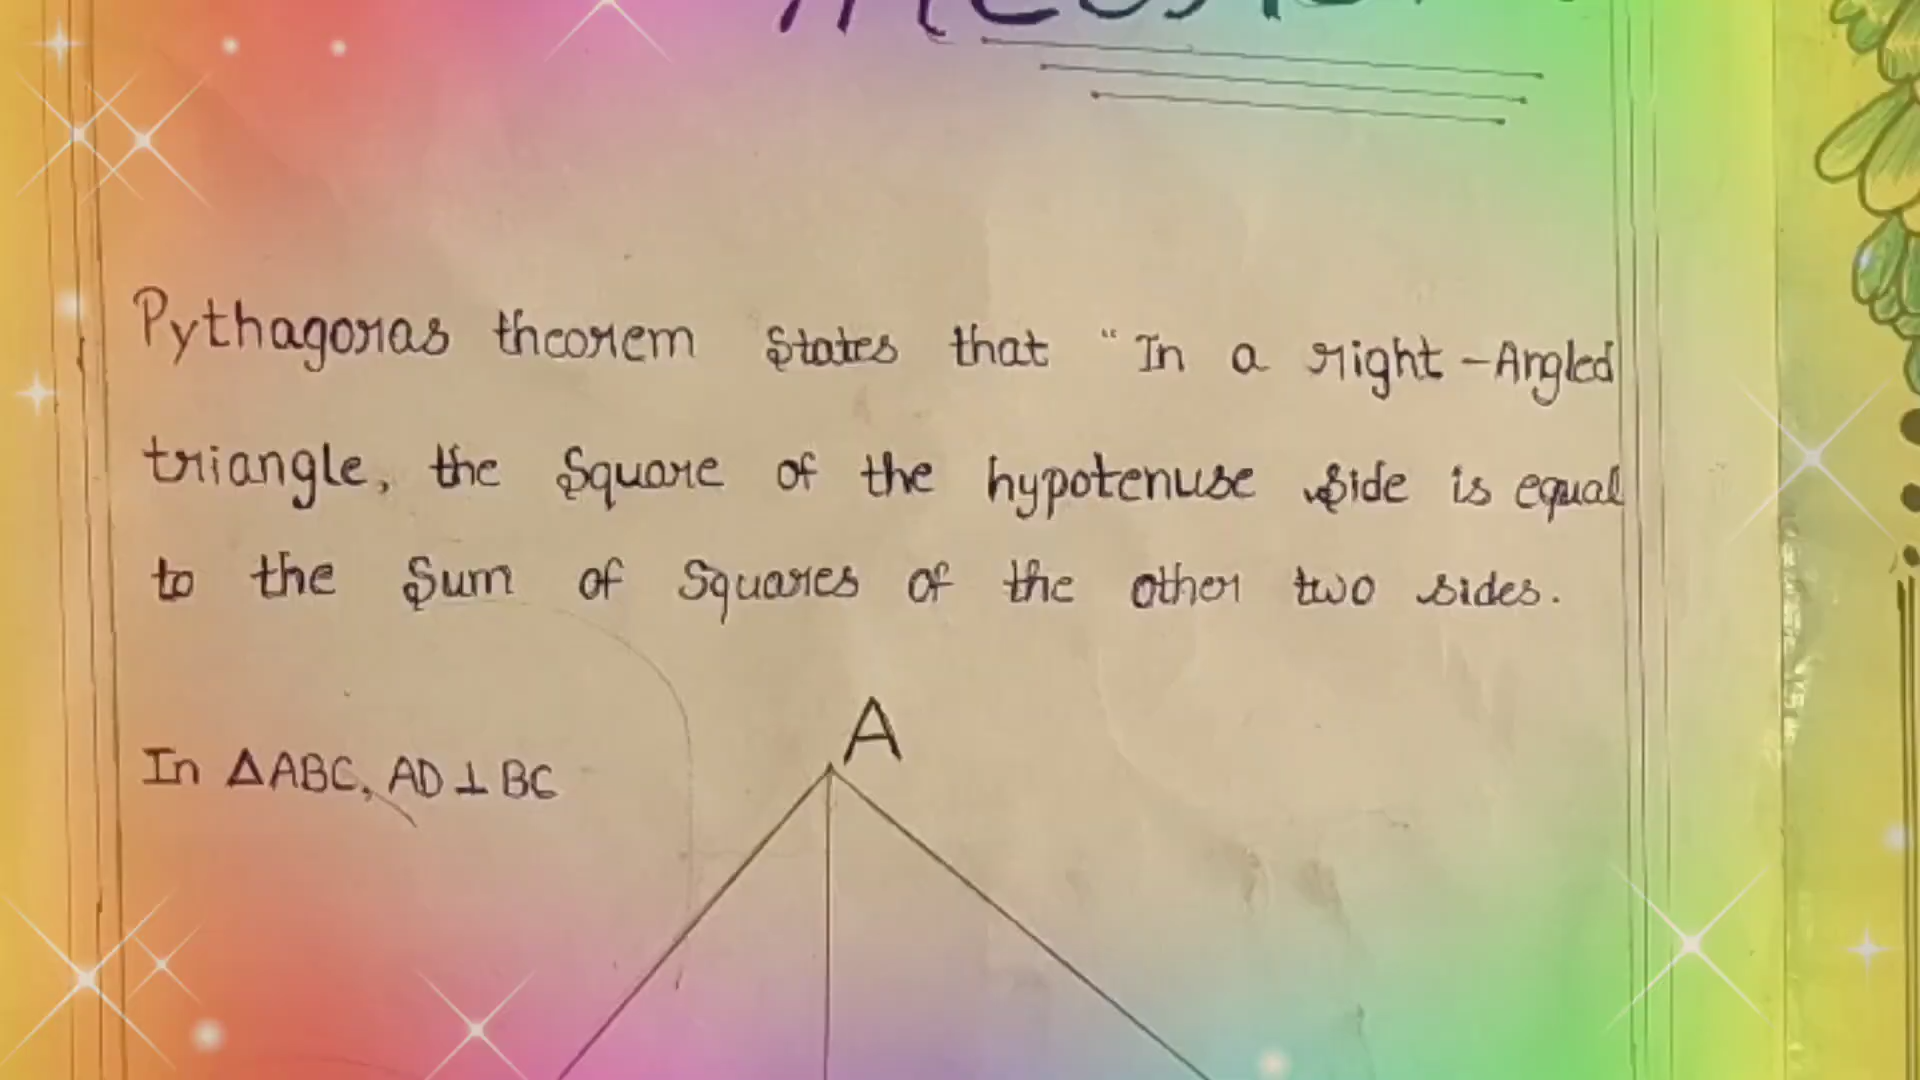 Pythagoras theorem states that “In a right-Angled
triangle, the Square of the hypotenuse side is equal
to the Sum of Squares of the other two sides.
A
In ΔABC, AD⊥BC